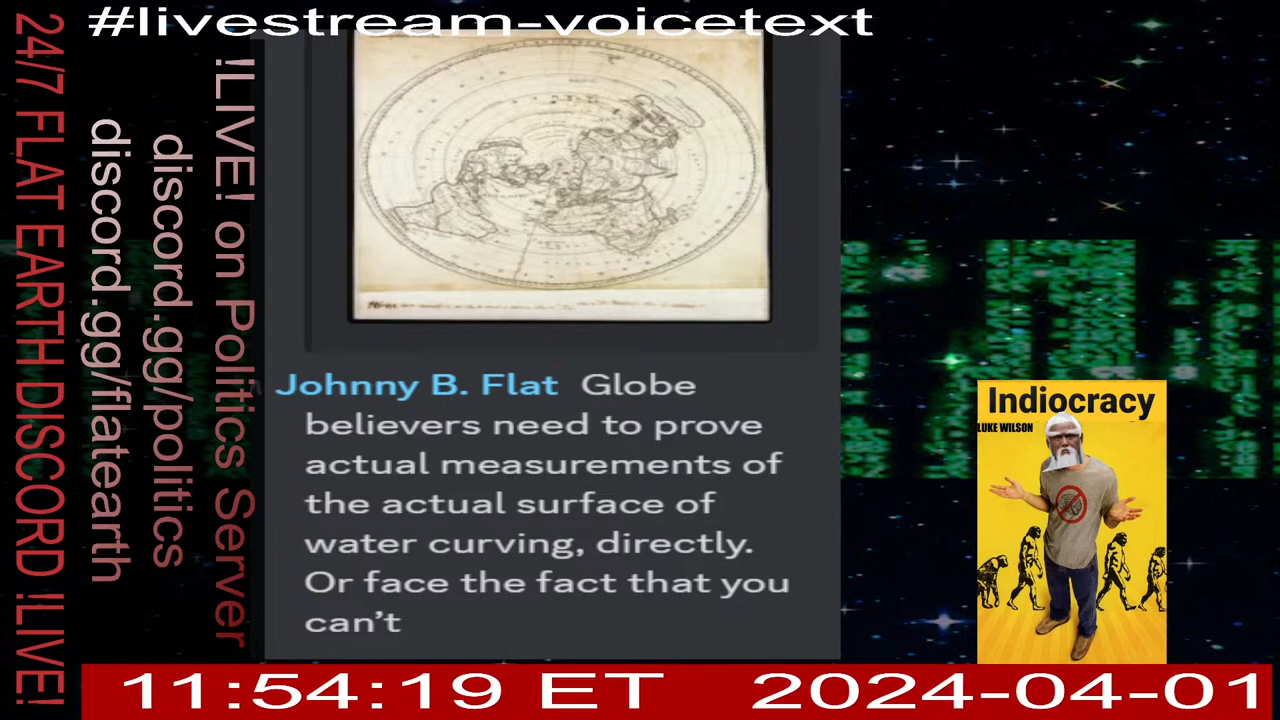 #livestream-voicetext
24/7 FLAT EARTH DISCORD !LIVE!
discord.gg/flatearth
discord.gg/politics
!LIVE! on Politics Server
Johnny B. Flat Globe
believers need to prove
actual measurements of
the actual surface of
water curving, directly.
Or face the fact that you
can’t
Indiocracy
LUKE WILSON
11:54:19 ET 2024-04-01